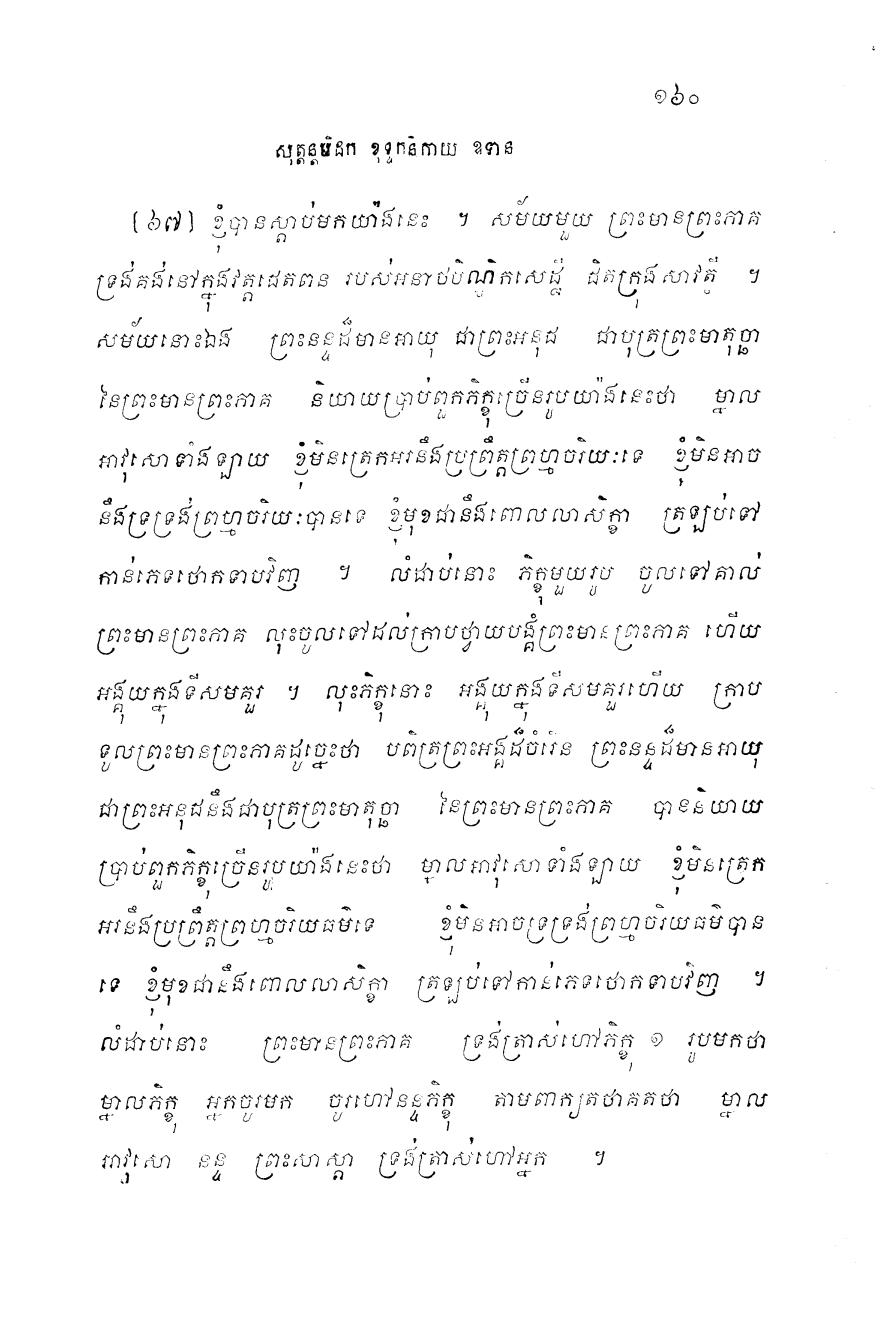 ១៦០
សុត្តន្តបិដក ខុទ្ទកនិកាយ ឧទាន
[៦៧] ខ្ញុំបានស្តាប់មកយ៉ាងនេះ ។ សម័យមួយ ព្រះមានព្រះភាគ
ទ្រង់គង់នៅក្នុងវត្តជេតពន របស់អនាថបិណ្ឌិកសេដ្ឋី ជិតក្រុងសាវត្ថី ។
សម័យនោះឯង ព្រះនន្ទដ៏មានអាយុ ជាព្រះអនុជ ជាបុត្រព្រះមាតុច្ឆា
នៃព្រះមានព្រះភាគ និយាយប្រាប់ពួកភិក្ខុច្រើនរូបយ៉ាងនេះថា ម្នាល
អាវុសោទាំងឡាយ ខ្ញុំមិនត្រេកអរនឹងប្រព្រឹត្តព្រហ្មចរិយៈទេ ខ្ញុំមិនអាច
នឹងទ្រទ្រង់ព្រហ្មចរិយៈបានទេ ខ្ញុំមុខជានឹងពោលលាសិក្ខា ត្រឡប់ទៅ
កាន់ភេទថោកទាបវិញ ។ លំដាប់នោះ ភិក្ខុមួយរូប ចូលទៅគាល់
ព្រះមានព្រះភាគ លុះចូលទៅដល់ក្រាបថ្វាយបង្គំព្រះមានព្រះភាគ ហើយ
អង្គុយក្នុងទីសមគួរ ។ លុះភិក្ខុនោះ អង្គុយក្នុងទីសមគួរហើយ ក្រាប
ទូលព្រះមានព្រះភាគដូច្នេះថា បពិត្រព្រះអង្គដ៏ចំរើន ព្រះនន្ទដ៏មានអាយុ
ជាព្រះអនុជនឹងជាបុត្រព្រះមាតុច្ឆា នៃព្រះមានព្រះភាគ បាននិយាយ
ប្រាប់ពួកភិក្ខុច្រើនរូបយ៉ាងនេះថា ម្នាលអាវុសោទាំងឡាយ ខ្ញុំមិនត្រេក
អរនឹងប្រព្រឹត្តព្រហ្មចរិយធម៌ទេ ខ្ញុំមិនអាចទ្រទ្រង់ព្រហ្មចរិយធម៌បាន
ទេ ខ្ញុំមុខជានឹងពោលលាសិក្ខា ត្រឡប់ទៅកាន់ភេទថោកទាបវិញ ។
លំដាប់នោះ ព្រះមានព្រះភាគ ទ្រង់ត្រាស់ហៅភិក្ខុ ១ រូបមកថា
ម្នាលភិក្ខុ អ្នកចូរមក ចូរហៅនន្ទភិក្ខុ តាមពាក្យតថាគតថា ម្នាល
អាវុសោ នន្ទ ព្រះសាស្តា ទ្រង់ត្រាស់ហៅអ្នក ។